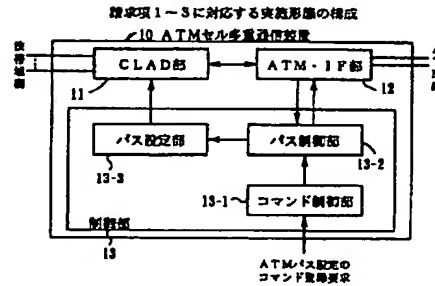 請求項1～3に対応する実施形態の構成
10 ATMセル多重通信装置
CLAD部
11
ATM・IF部
12
パス設定部
13-3
パス制御部
13-2
13-1
コマンド制御部
制御部
13
ATMパス設定の
コマンド登録要求